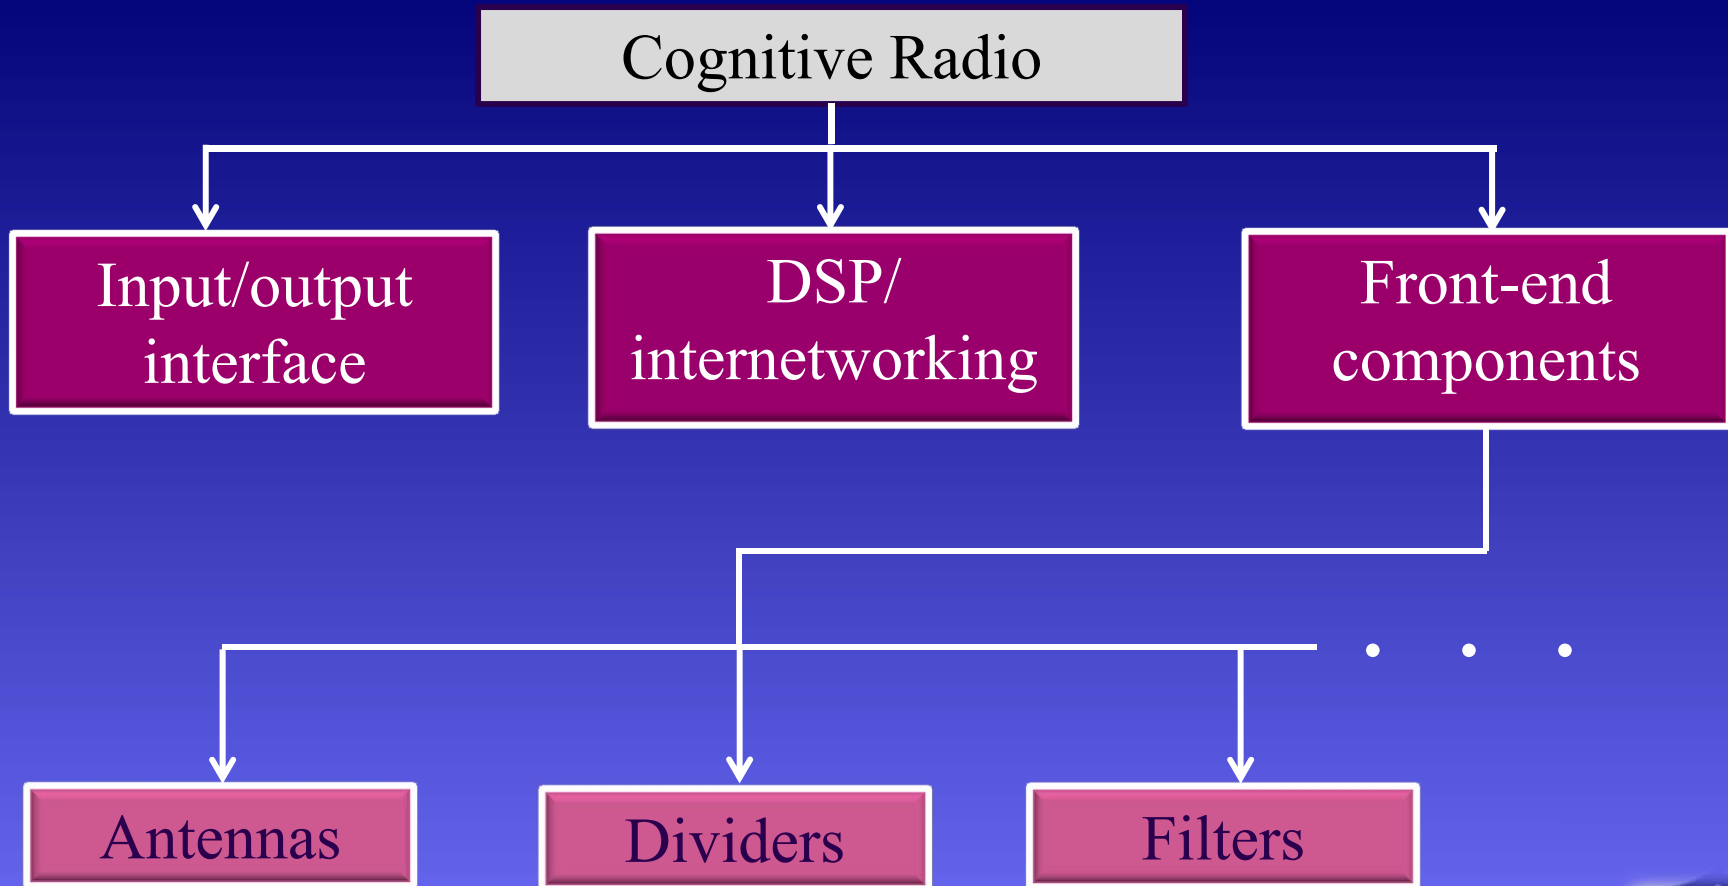 Cognitive Radio
Input/output
interface
DSP/
internetworking
Front-end
components
. . .
Antennas
Dividers
Filters